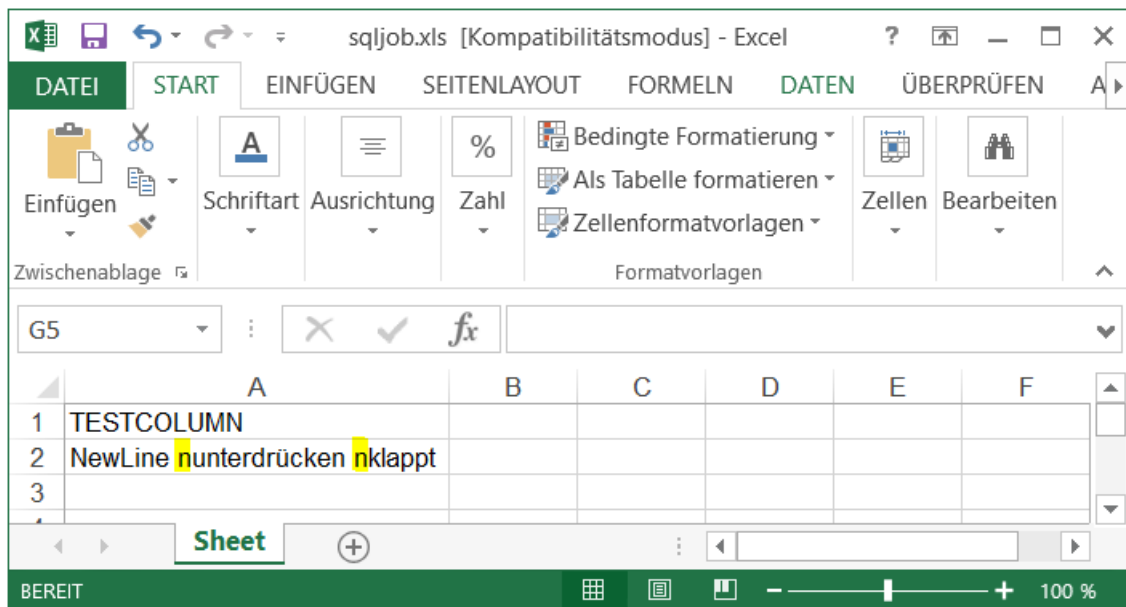 sqljob.xls [Kompatibilitätsmodus] - Excel ?
DATEI START EINFÜGEN SEITENLAYOUT FORMELN DATEN ÜBERPRÜFEN A
Einfügen
Schriftart Ausrichtung
%
Zahl
Bedingte Formatierung
Als Tabelle formatieren
Zellenformatvorlagen
Zellen Bearbeiten
Zwischenablage Formatvorlagen
G5 fx
A B C D E F
1 TESTCOLUMN
2 NewLine nunterdrücken nklappt
3
Sheet
BEREIT 100 %